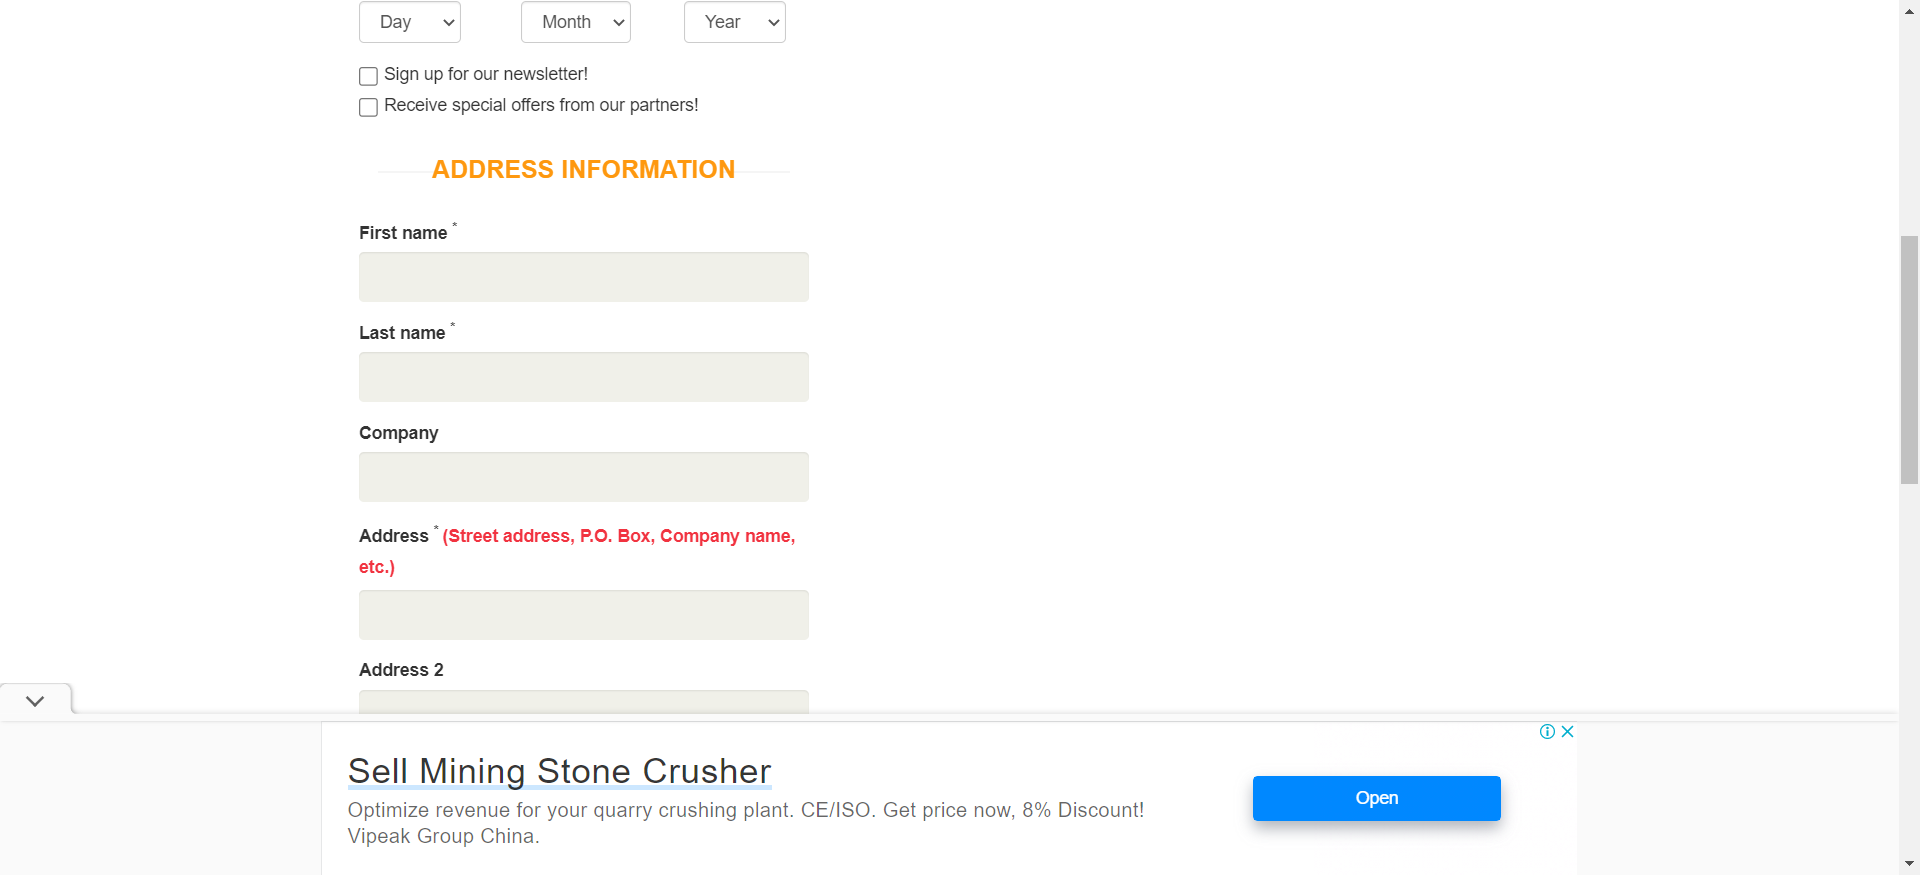 Day Month Year
Sign up for our newsletter!
Receive special offers from our partners!
ADDRESS INFORMATION
First name *
Last name *
Company
Address * (Street address, P.O. Box, Company name,
etc.)
Address 2
Sell Mining Stone Crusher
Optimize revenue for your quarry crushing plant. CE/ISO. Get price now, 8% Discount!
Vipeak Group China.
Open